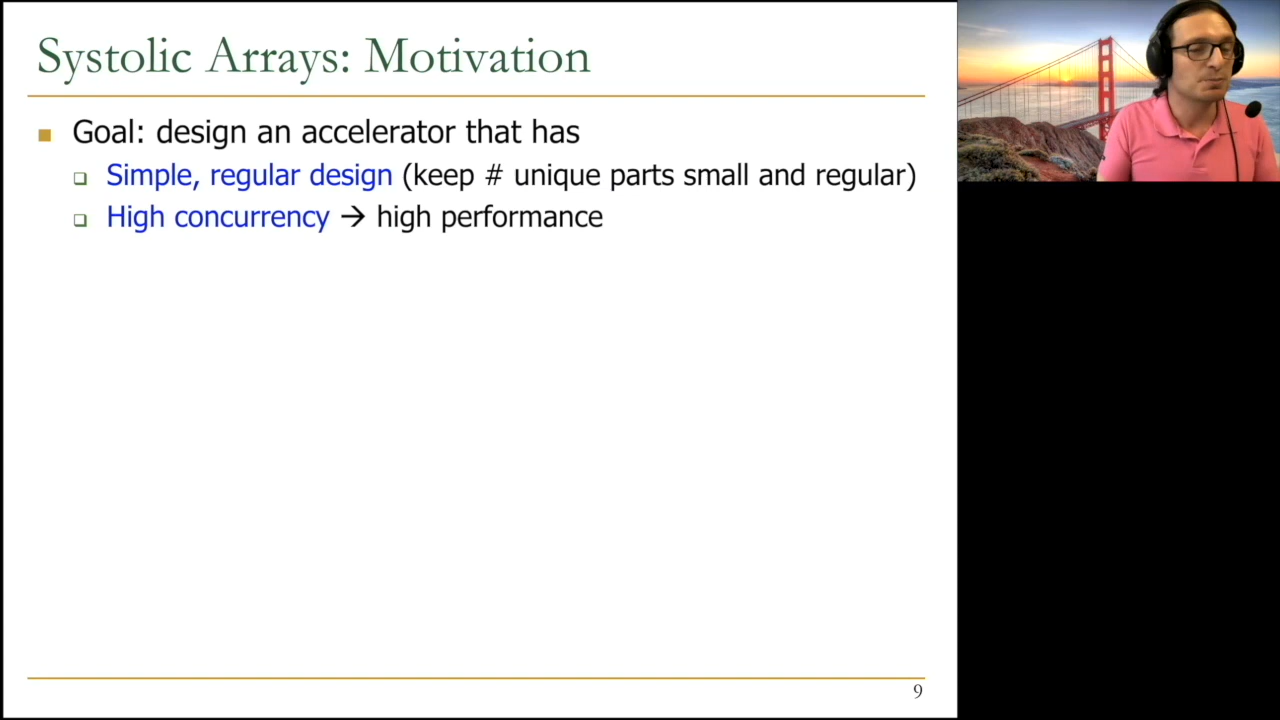 Systolic Arrays: Motivation
Goal: design an accelerator that has
Simple, regular design (keep # unique parts small and regular)
High concurrency → high performance
9